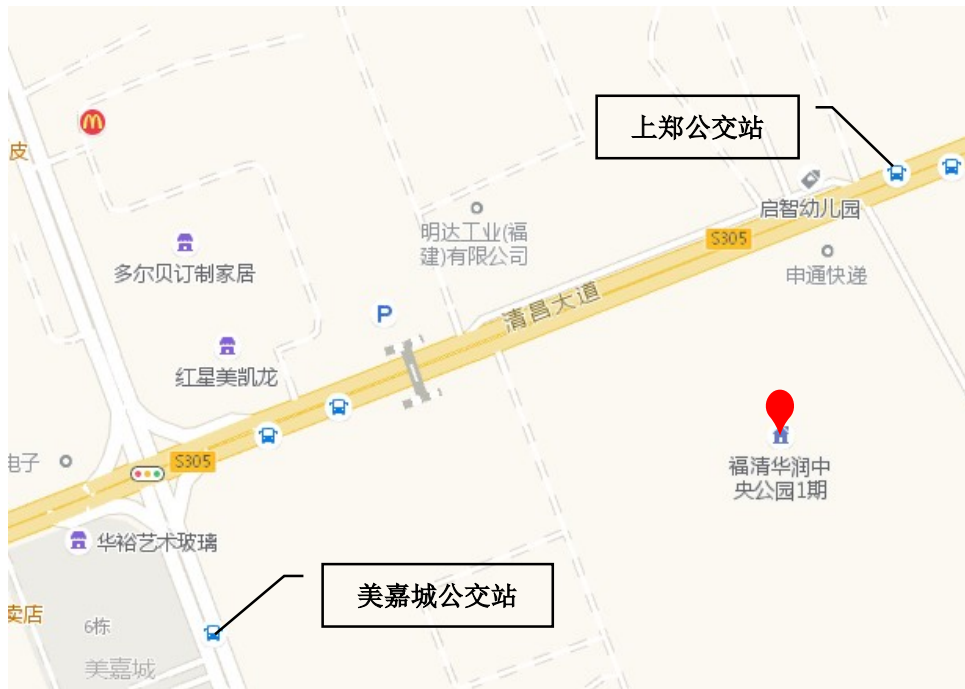 皮
上郑公交站
启智幼儿园
明达工业(福
建)有限公司
S305
申通快递
多尔贝订制家居
清昌大道
P
红星美凯龙
电子
S305
福清华润中
央公园1期
华裕艺术玻璃
美嘉城公交站
卖店
6栋
美嘉城